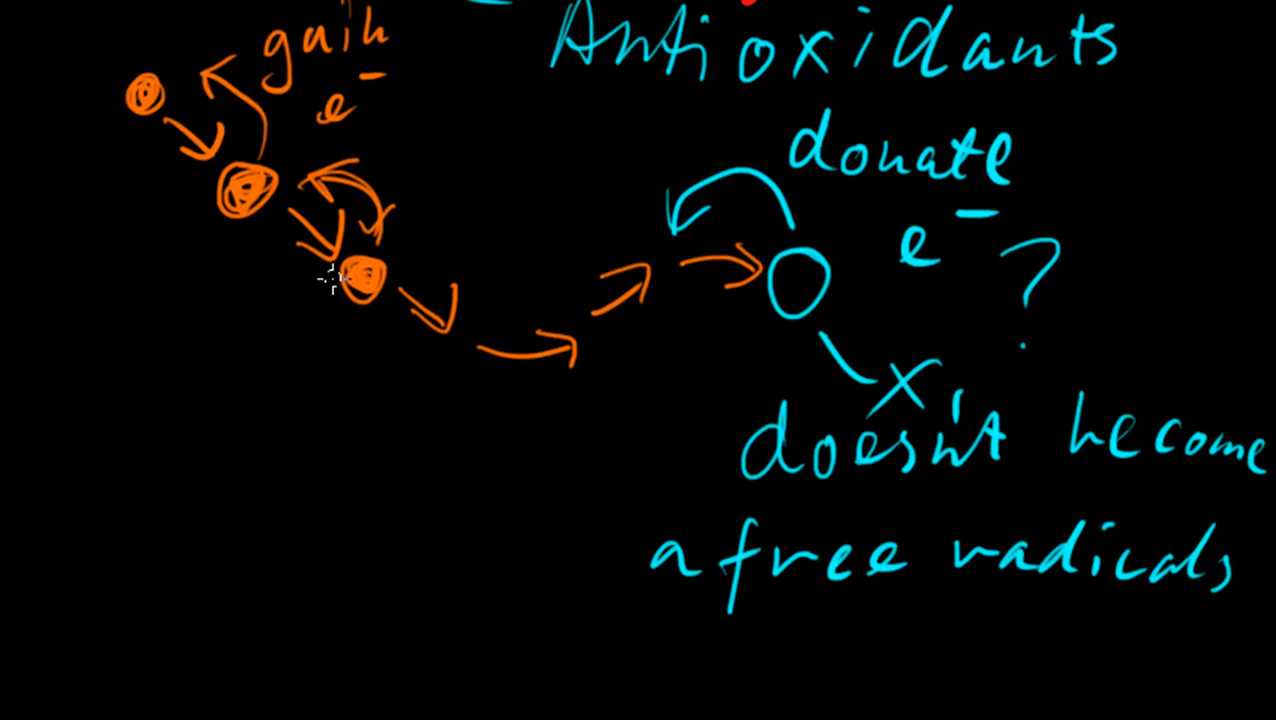 gain
e⁻
Antioxidants
donate
e⁻ ?
doesn't become
a free radicals